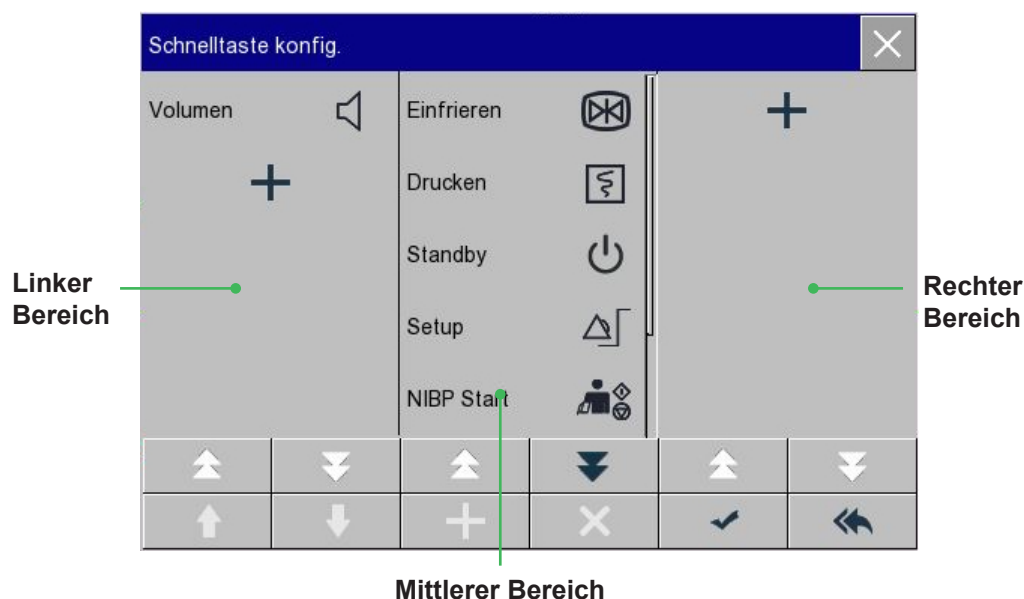 Schnelltaste konfig.
Volumen
Einfrieren
Drucken
Standby
Setup
NIBP Start
Linker
Bereich
Rechter
Bereich
Mittlerer Bereich